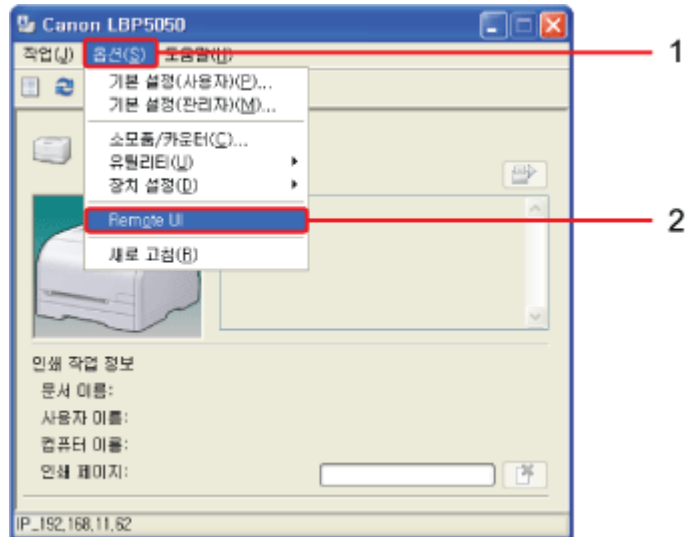 Canon LBP5050
작업(J) 옵션(S) 도움말(H)
1
기본 설정(사용자)(P)...
기본 설정(관리자)(M)...
소모품/카운터(C)...
유틸리티(U)
장치 설정(D)
Remote UI
2
새로 고침(R)
인쇄 작업 정보
문서 이름:
사용자 이름:
컴퓨터 이름:
인쇄 페이지:
IP_192,168,11,62